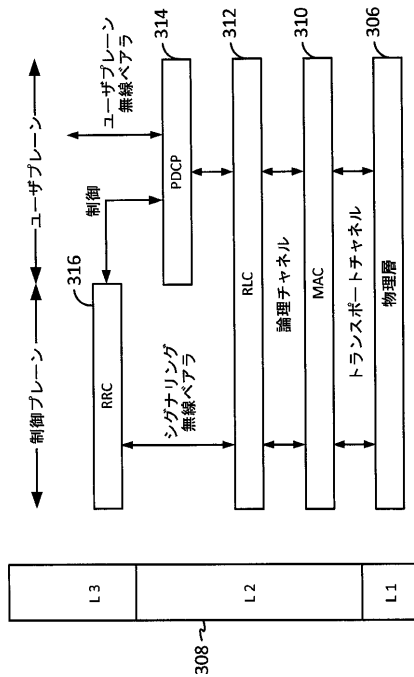 制御プレーン
ユーザプレーン
316
RRC
制御
ユーザプレーン
無線ベアラ
314
PDCP
シグナリング
無線ベアラ
312
RLC
論理チャネル
310
MAC
トランスポートチャネル
306
物理層
L3
L2
L1
308